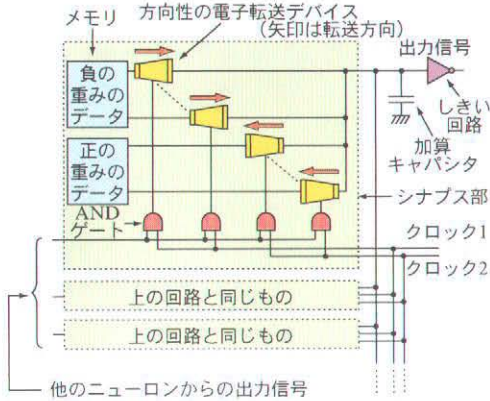 メモリ
方向性の電子転送デバイス
(矢印は転送方向)
出力信号
負の
重みの
データ
しきい
回路
加算
キャパシタ
正の
重みの
データ
シナプス部
AND
ゲート
クロック1
クロック2
上の回路と同じもの
上の回路と同じもの
他のニューロンからの出力信号